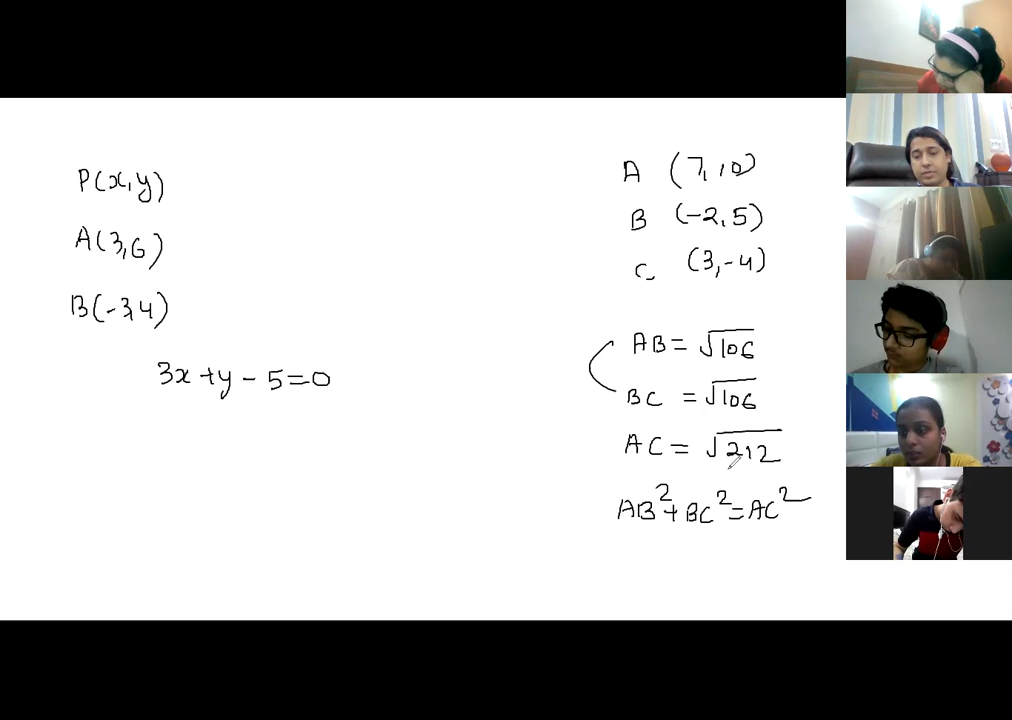 P(x,y)
A(3,6)
B(-3,4)
3x+y-5=0
A (7,10)
B (-2,5)
C (3,-4)
AB=√106
BC=√106
AC=√212
AB²+BC²=AC²